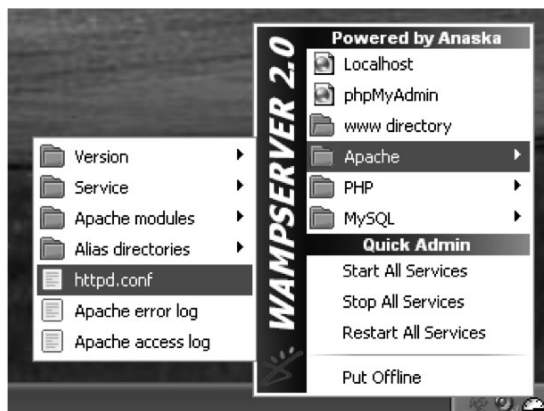 WAMPSERVER 2.0
Powered by Anaska
Localhost
phpMyAdmin
www directory
Apache
PHP
MySQL
Quick Admin
Start All Services
Stop All Services
Restart All Services
Put Offline
Version
Service
Apache modules
Alias directories
httpd.conf
Apache error log
Apache access log